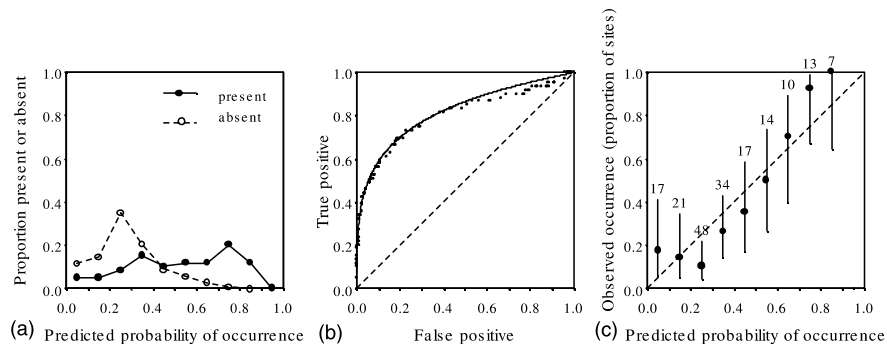 (a)
Proportion present or absent
1.0
0.8
0.6
0.4
0.2
0.0
present
absent
0.0 0.2 0.4 0.6 0.8 1.0
Predicted probability of occurrence
(b)
True positive
1.0
0.8
0.6
0.4
0.2
0.0
0.0 0.2 0.4 0.6 0.8 1.0
False positive
(c)
Observed occurrence (proportion of sites)
1.0
0.8
0.6
0.4
0.2
0.0
17
21
48
34
17
14
10
13
7
0.0 0.2 0.4 0.6 0.8 1.0
Predicted probability of occurrence